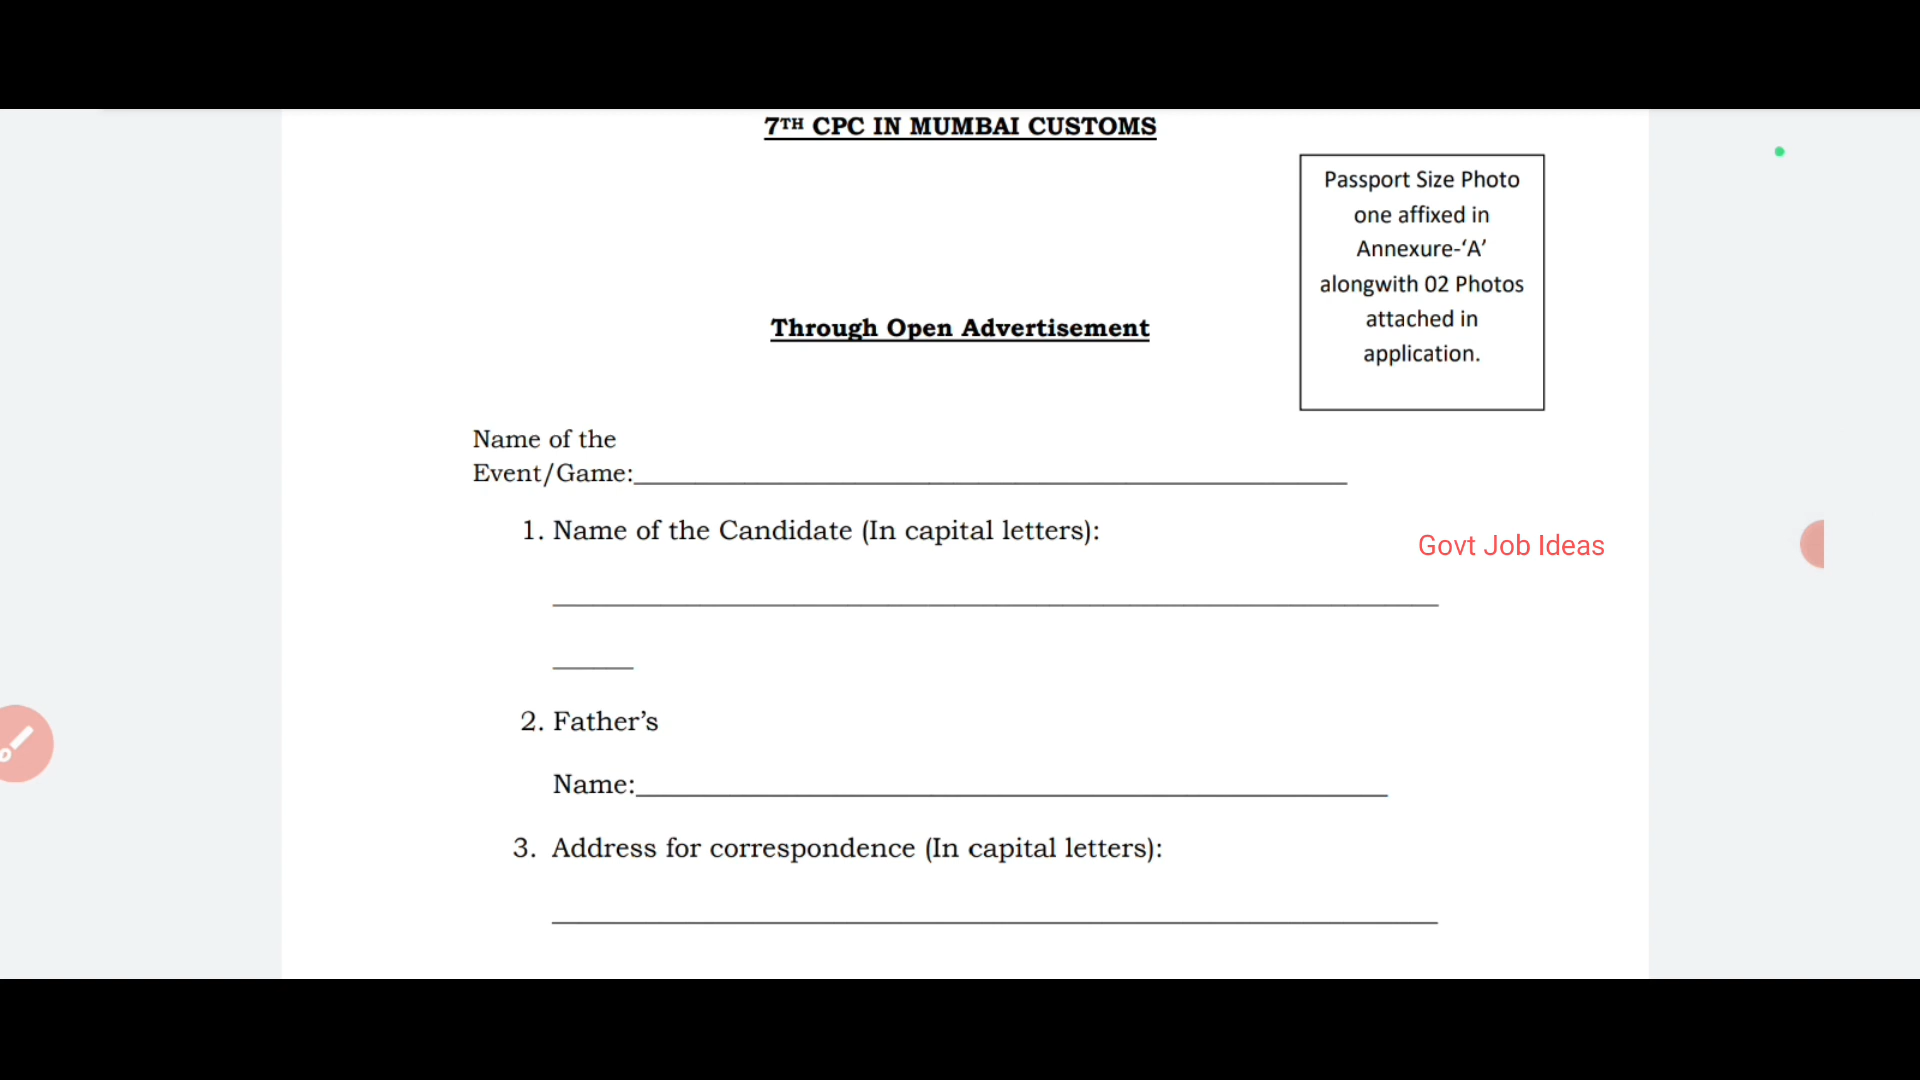 7TH CPC IN MUMBAI CUSTOMS
Passport Size Photo
one affixed in
Annexure-‘A’
alongwith 02 Photos
attached in
application.
Through Open Advertisement
Name of the
Event/Game:
1. Name of the Candidate (In capital letters):
Govt Job Ideas
2. Father’s
Name:
3. Address for correspondence (In capital letters):